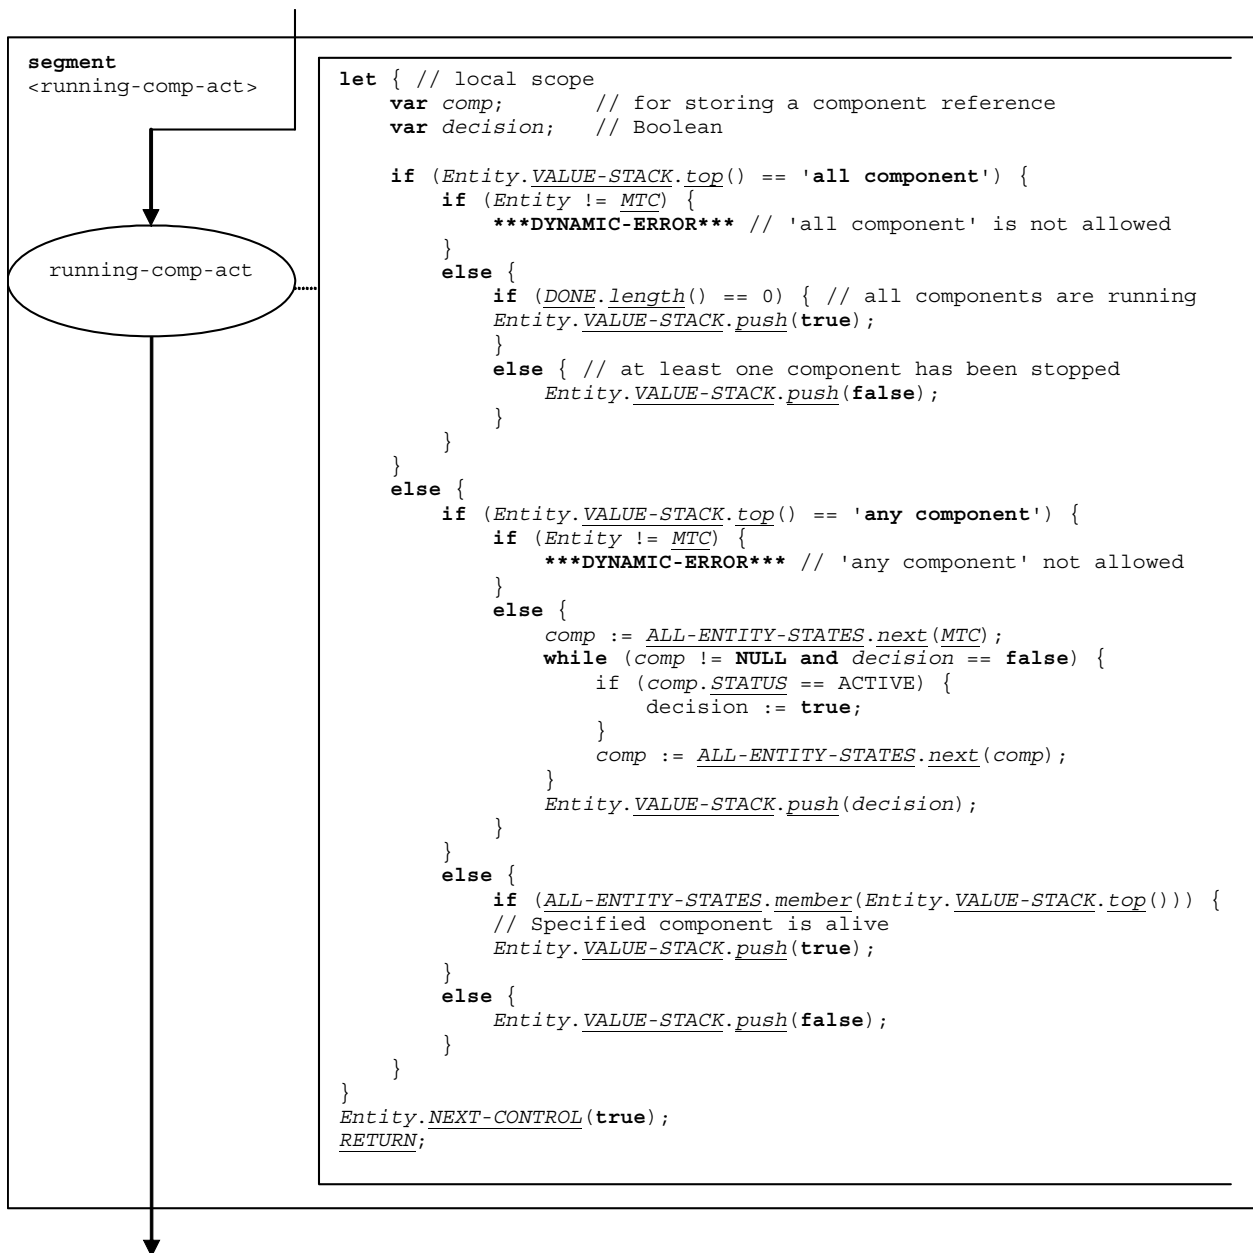 segment
<running-comp-act>
running-comp-act
let { // local scope
    var comp;       // for storing a component reference
    var decision;   // Boolean
    if (Entity.VALUE-STACK.top() == 'all component') {
        if (Entity != MTC) {
            ***DYNAMIC-ERROR*** // 'all component' is not allowed
        }
        else {
            if (DONE.length() == 0) { // all components are running
            Entity.VALUE-STACK.push(true);
            }
            else { // at least one component has been stopped
                Entity.VALUE-STACK.push(false);
            }
        }
    }
    else {
        if (Entity.VALUE-STACK.top() == 'any component') {
            if (Entity != MTC) {
                ***DYNAMIC-ERROR*** // 'any component' not allowed
            }
            else {
                comp := ALL-ENTITY-STATES.next(MTC);
                while (comp != NULL and decision == false) {
                    if (comp.STATUS == ACTIVE) {
                        decision := true;
                    }
                    comp := ALL-ENTITY-STATES.next(comp);
                }
                Entity.VALUE-STACK.push(decision);
            }
        }
        else {
            if (ALL-ENTITY-STATES.member(Entity.VALUE-STACK.top())) {
            // Specified component is alive
            Entity.VALUE-STACK.push(true);
        }
        else {
            Entity.VALUE-STACK.push(false);
        }
    }
}
Entity.NEXT-CONTROL(true);
RETURN;